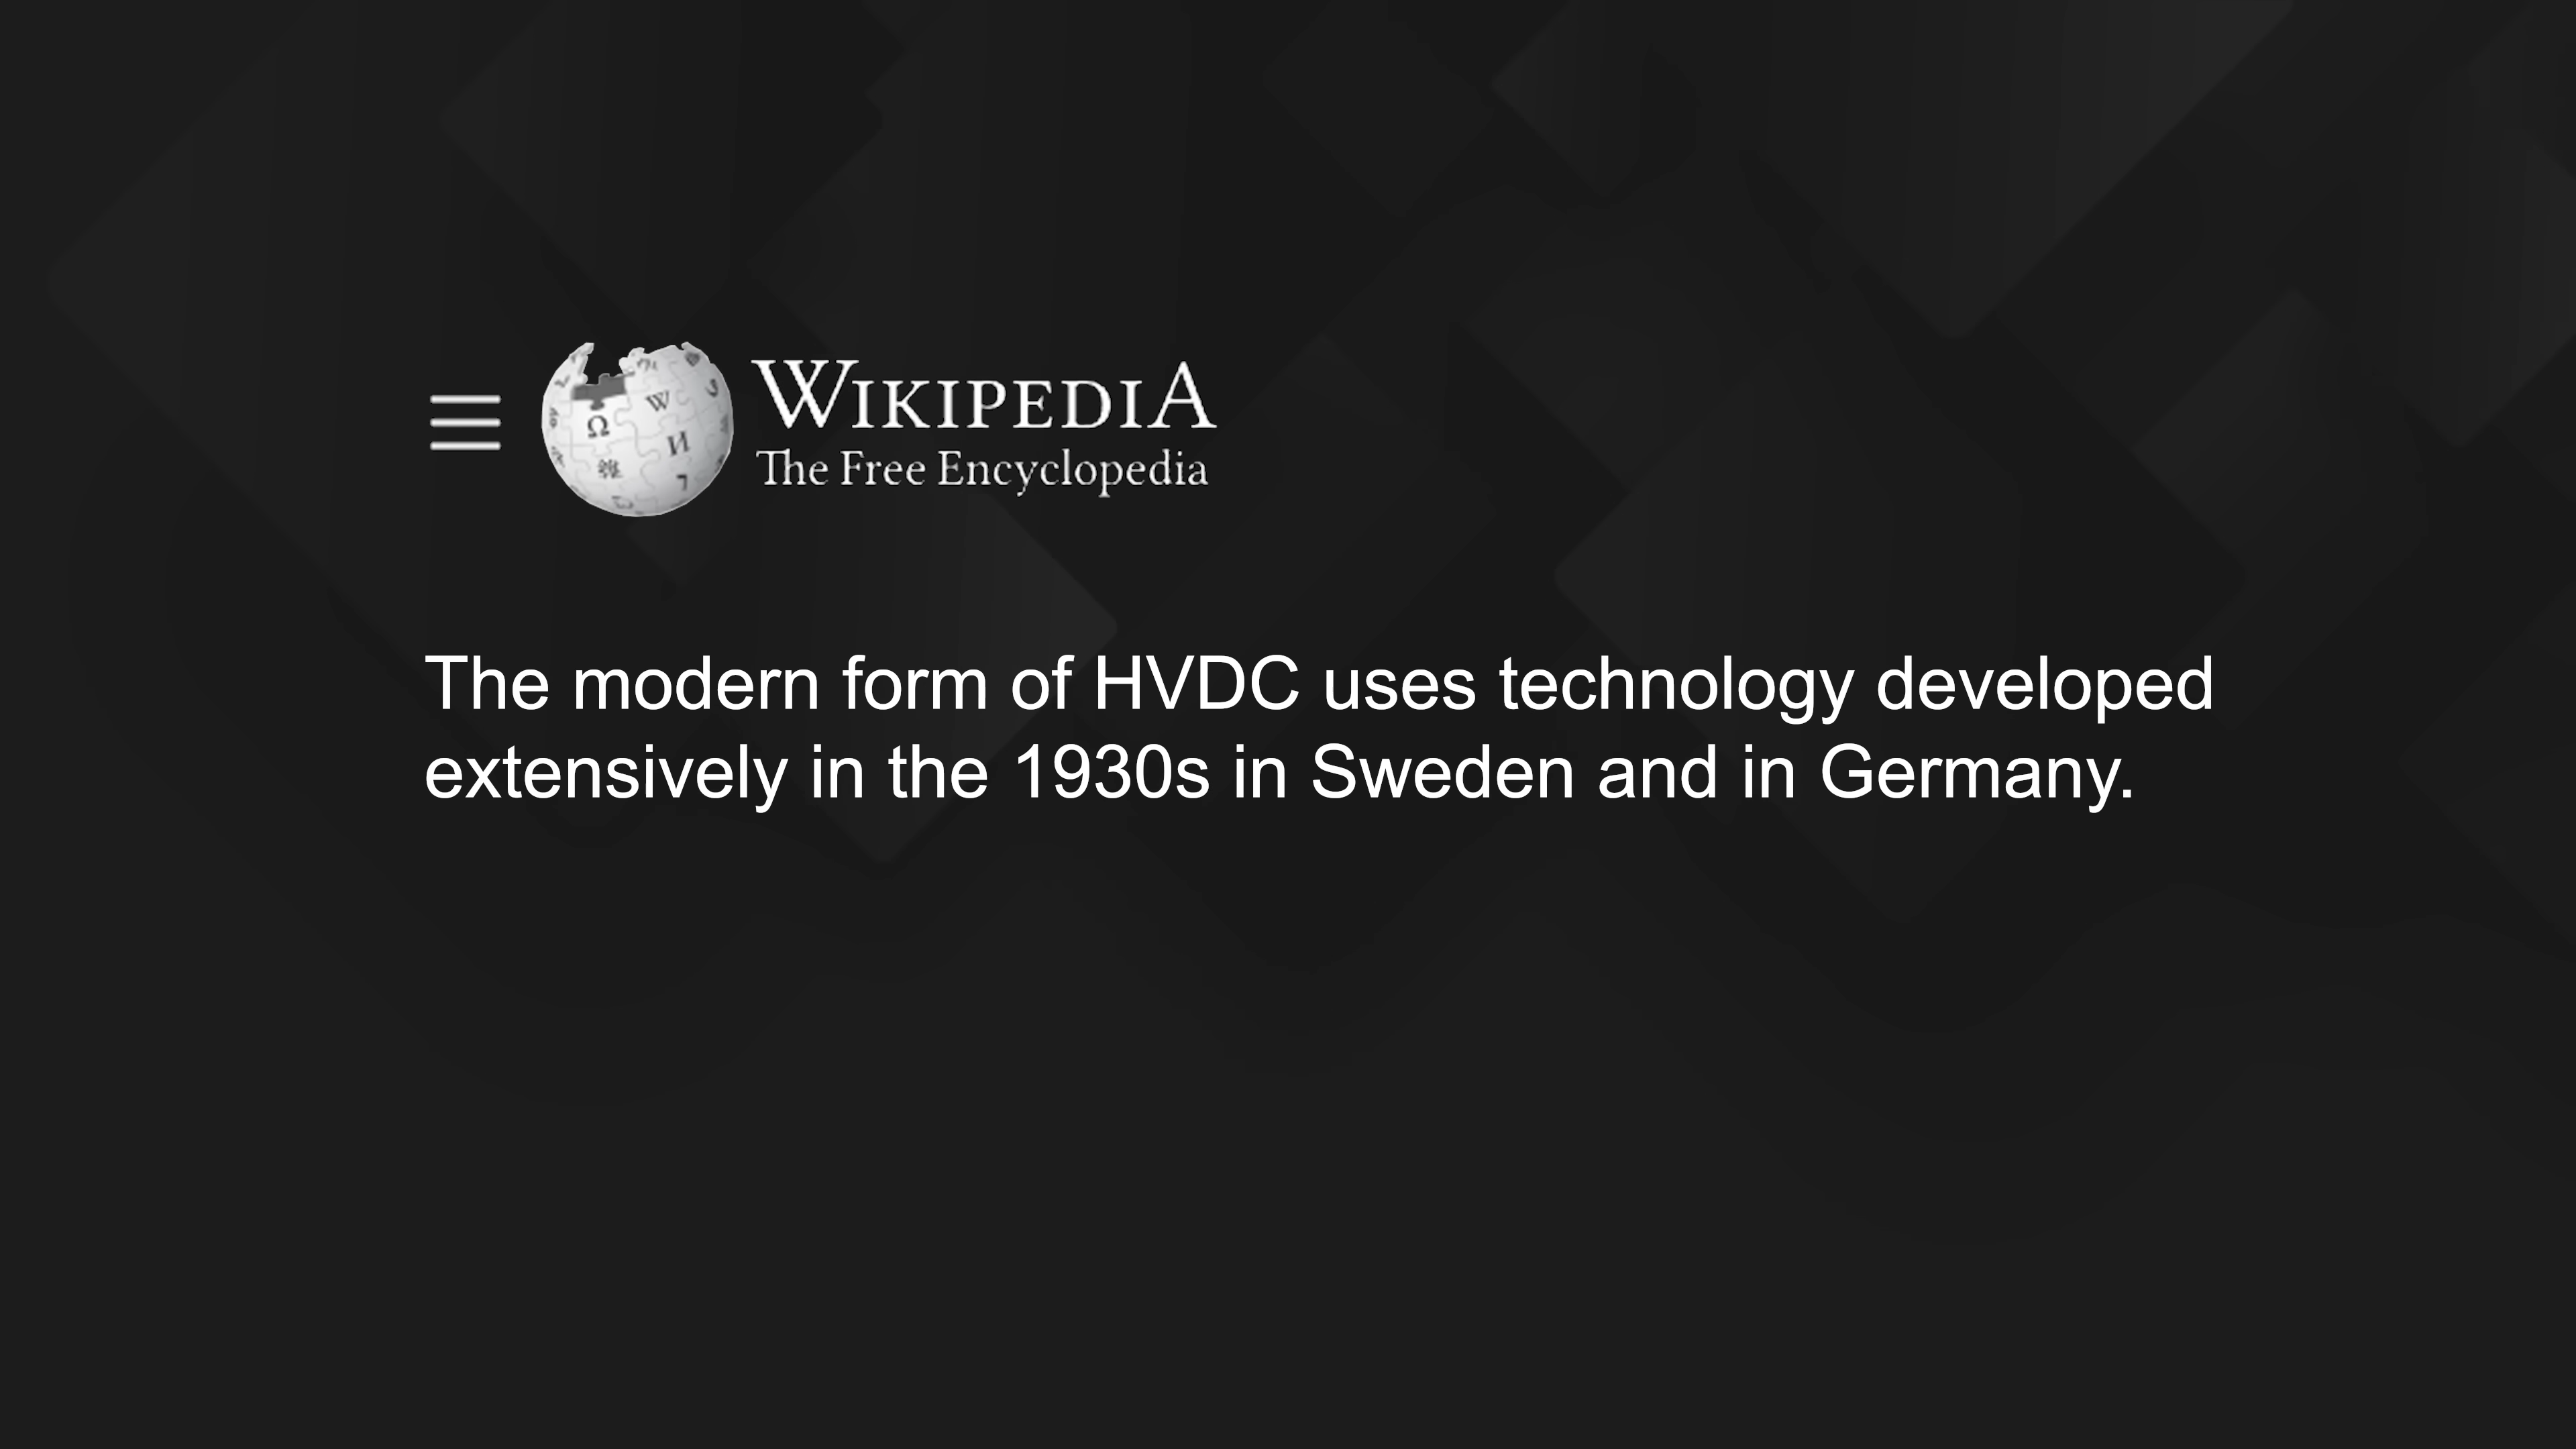 WIKIPEDIA
The Free Encyclopedia
Ω W И 維
The modern form of HVDC uses technology developed
extensively in the 1930s in Sweden and in Germany.